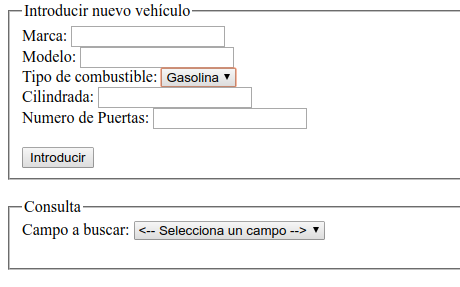 Introducir nuevo vehículo
Marca:
Modelo:
Tipo de combustible: Gasolina
Cilindrada:
Numero de Puertas:
Introducir
Consulta
Campo a buscar: <-- Selecciona un campo -->